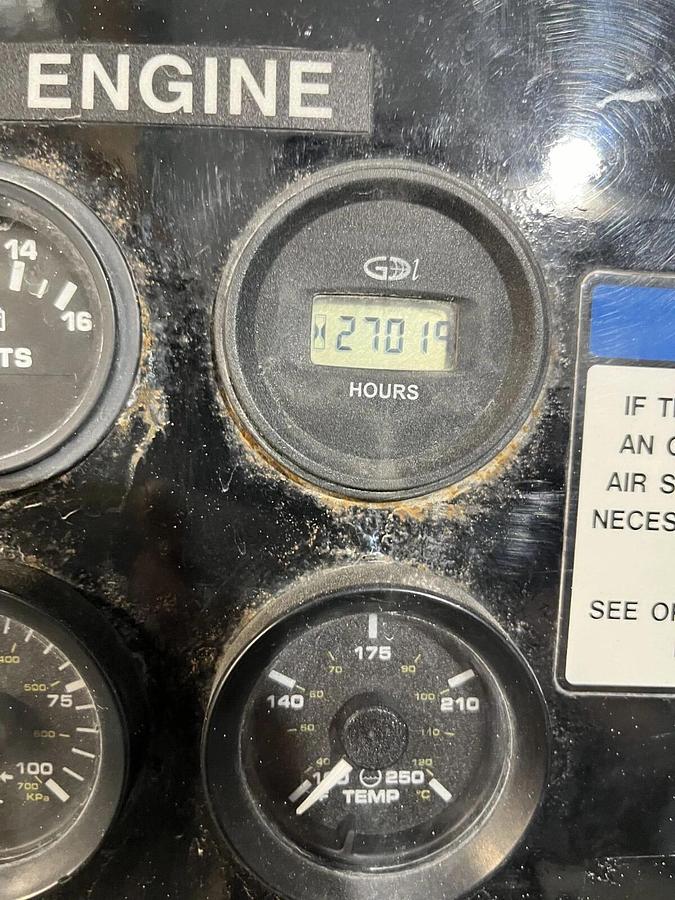 ENGINE
14
16
TS
GDI
27019
HOURS
IF T
AN
AIR S
NECES
SEE O
400
500
75
600
100
700
KPa
175
70
90
140
60
100
210
50
110
40
120
250
TEMP
°C